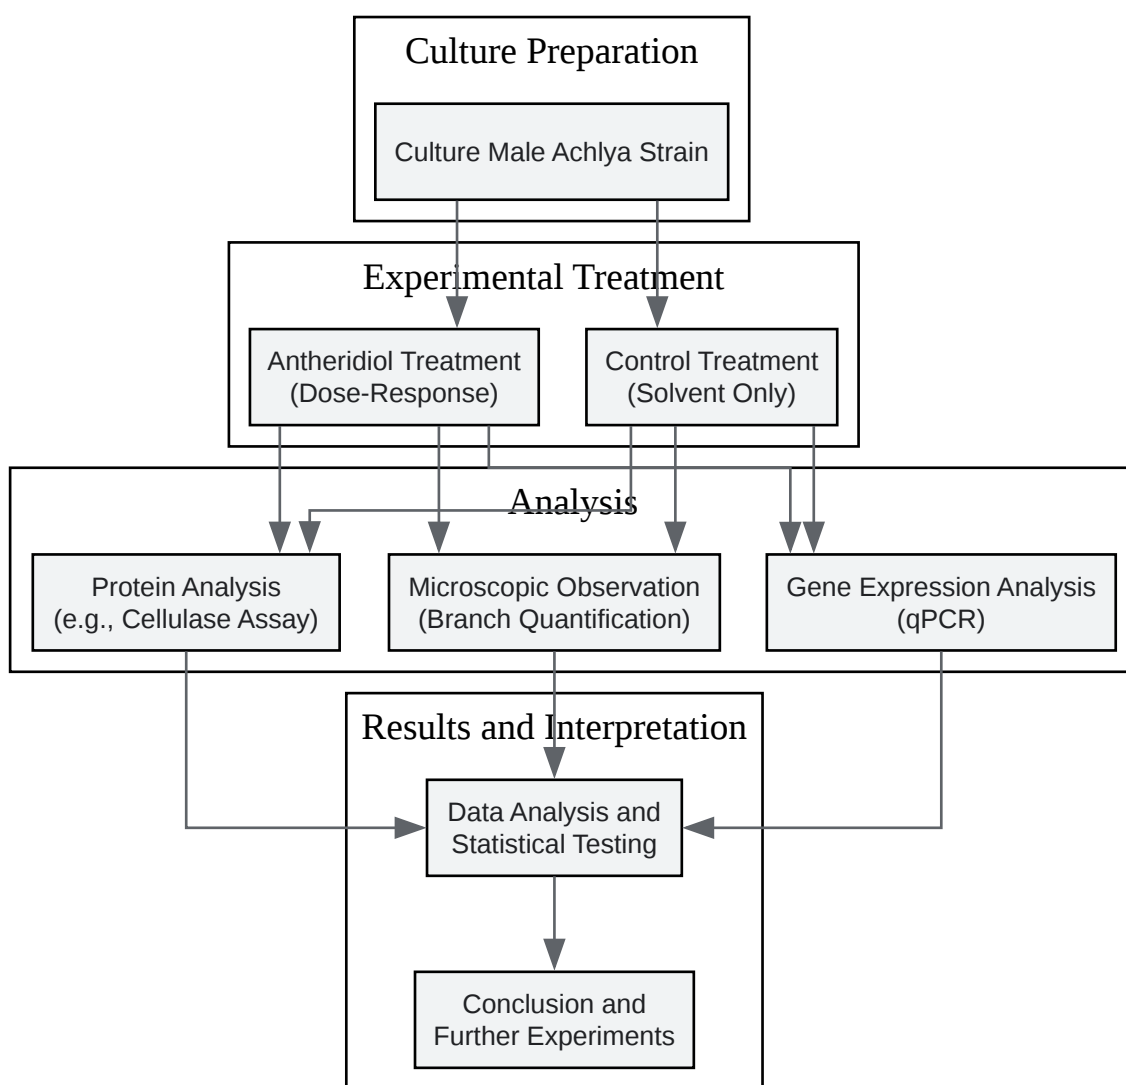 Culture Preparation
Culture Male Achlya Strain
Experimental Treatment
Antheridiol Treatment
(Dose-Response)
Control Treatment
(Solvent Only)
Analysis
Protein Analysis
(e.g., Cellulase Assay)
Microscopic Observation
(Branch Quantification)
Gene Expression Analysis
(qPCR)
Results and Interpretation
Data Analysis and
Statistical Testing
Conclusion and
Further Experiments